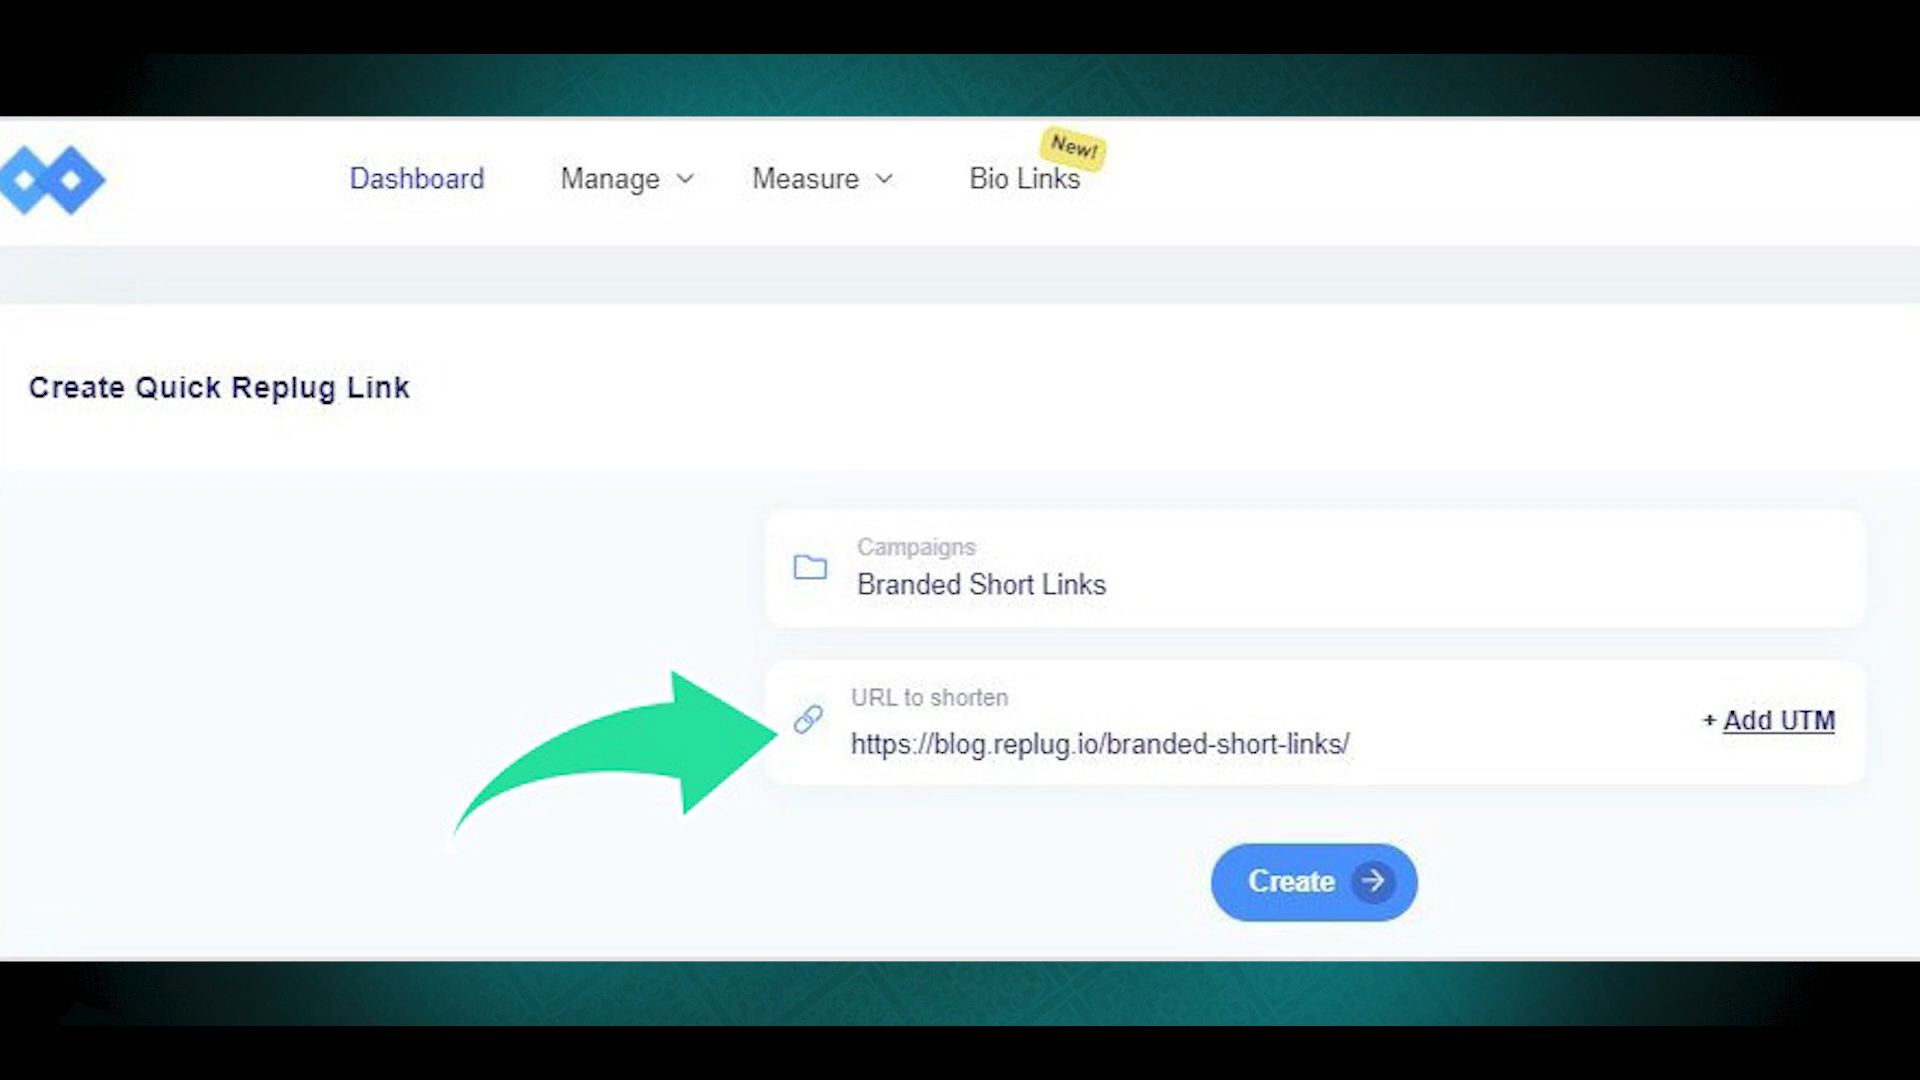 New!
Dashboard Manage Measure Bio Links
Create Quick Replug Link
Campaigns
Branded Short Links
URL to shorten
https://blog.replug.io/branded-short-links/
+ Add UTM
Create